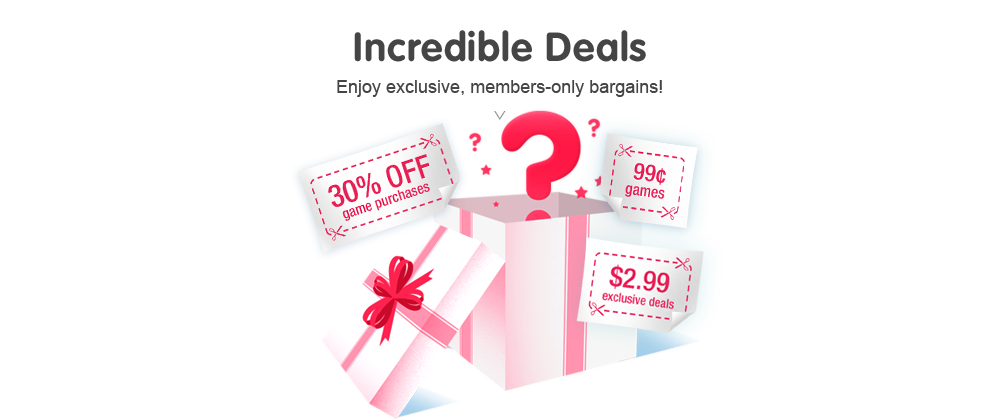 Incredible Deals
Enjoy exclusive, members-only bargains!
?
?
?
30% OFF
game purchases
99¢
games
$2.99
exclusive deals